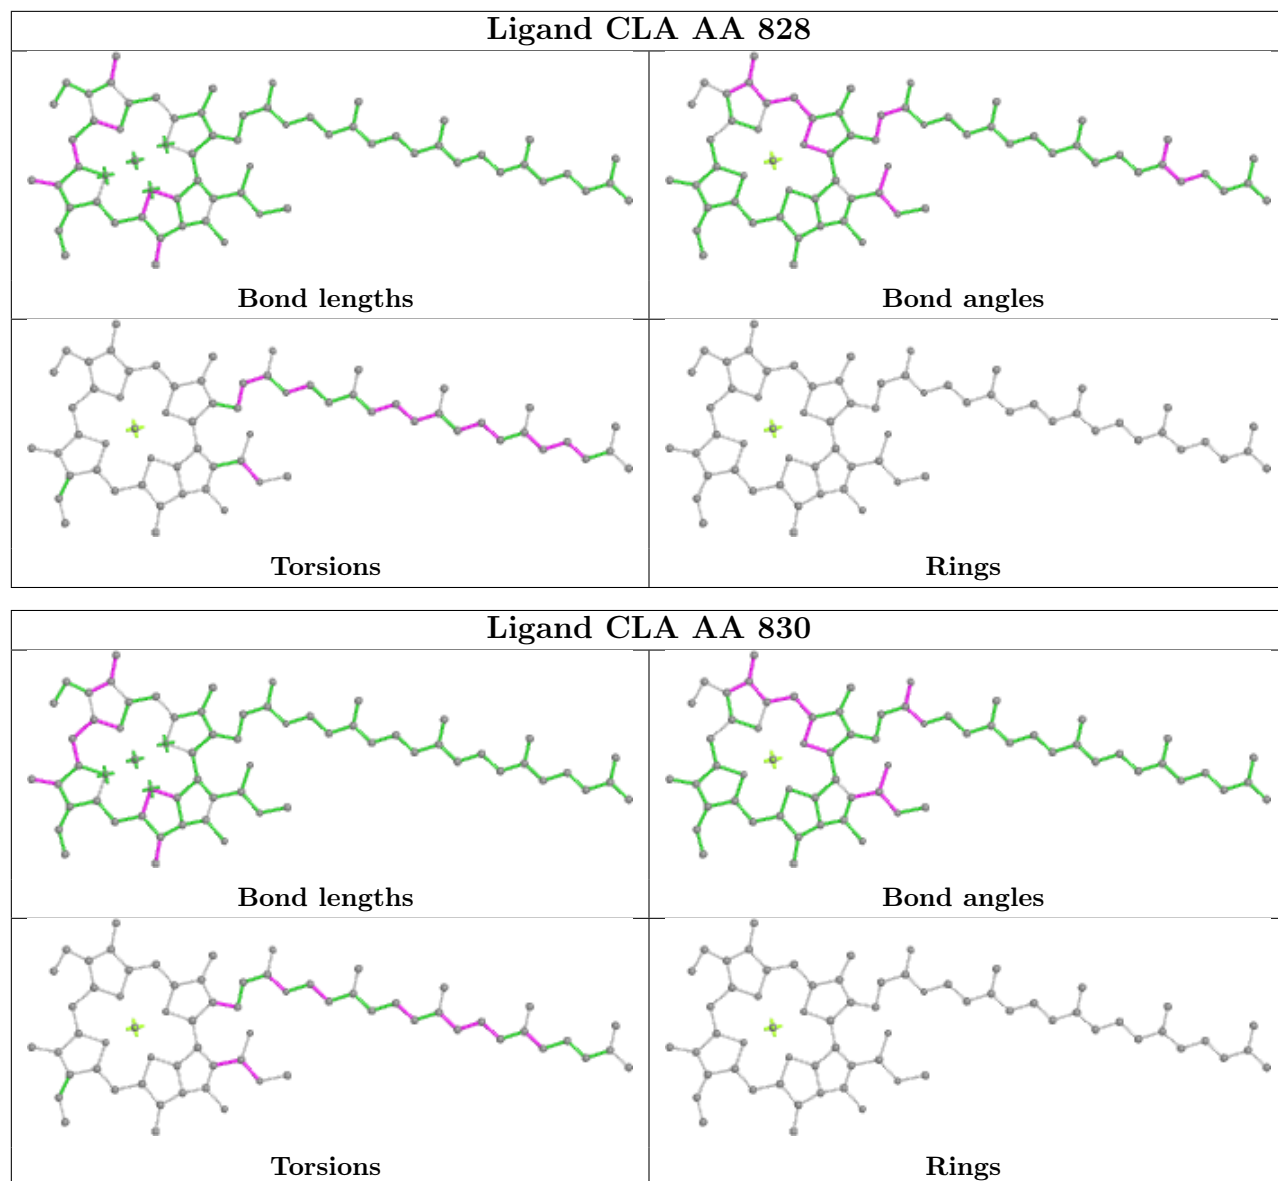 Ligand CLA AA 828
Bond lengths
Bond angles
Torsions
Rings
Ligand CLA AA 830
Bond lengths
Bond angles
Torsions
Rings